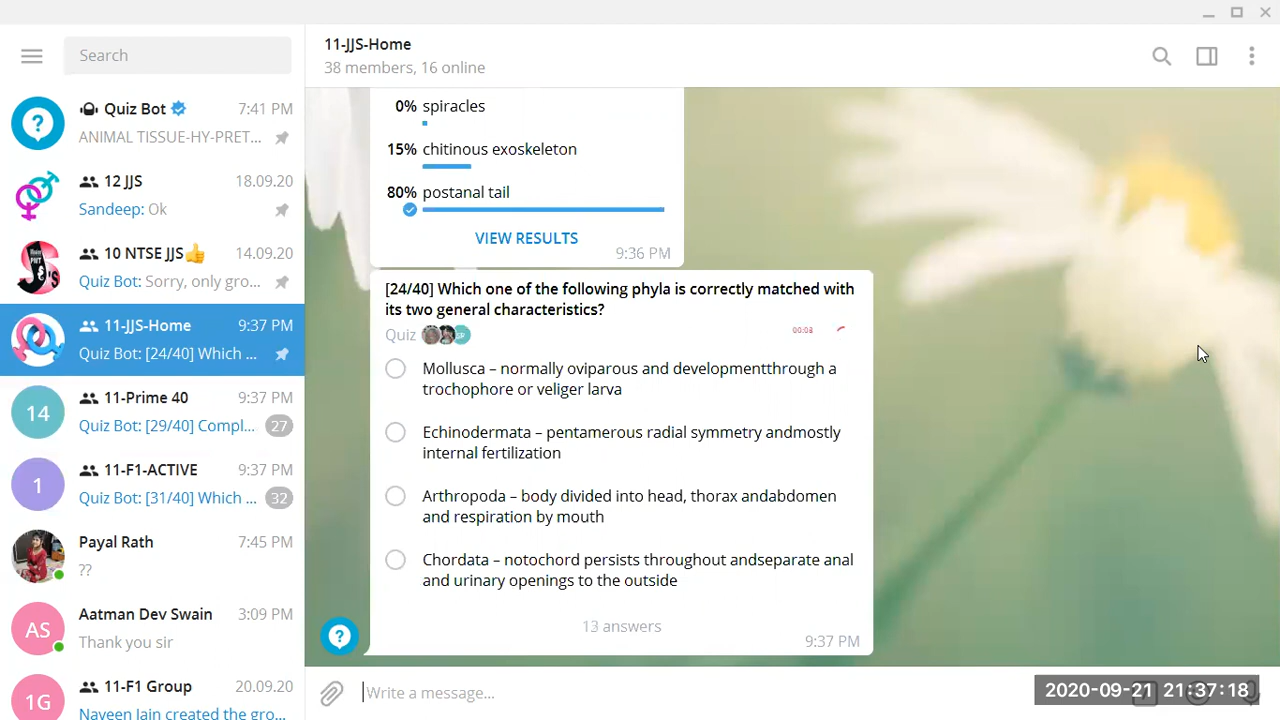 Search
Quiz Bot 7:41 PM
ANIMAL TISSUE-HY-PRET...
12 JJS 18.09.20
Sandeep: Ok
10 NTSE JJS👍 14.09.20
Quiz Bot: Sorry, only gro...
11-JJS-Home 9:37 PM
Quiz Bot: [24/40] Which ...
14
11-Prime 40 9:37 PM
Quiz Bot: [29/40] Compl... 27
1
11-F1-ACTIVE 9:37 PM
Quiz Bot: [31/40] Which ... 32
Payal Rath 7:45 PM
??
AS
Aatman Dev Swain 3:09 PM
Thank you sir
1G
11-F1 Group 20.09.20
Naveen Jain created the gro...
11-JJS-Home
38 members, 16 online
0% spiracles
15% chitinous exoskeleton
80% postanal tail
VIEW RESULTS
9:36 PM
[24/40] Which one of the following phyla is correctly matched with
its two general characteristics?
Quiz
00:03
Mollusca – normally oviparous and developmentthrough a
trochophore or veliger larva
Echinodermata – pentamerous radial symmetry andmostly
internal fertilization
Arthropoda – body divided into head, thorax andabdomen
and respiration by mouth
Chordata – notochord persists throughout andseparate anal
and urinary openings to the outside
13 answers
9:37 PM
Write a message...
2020-09-21 21:37:18